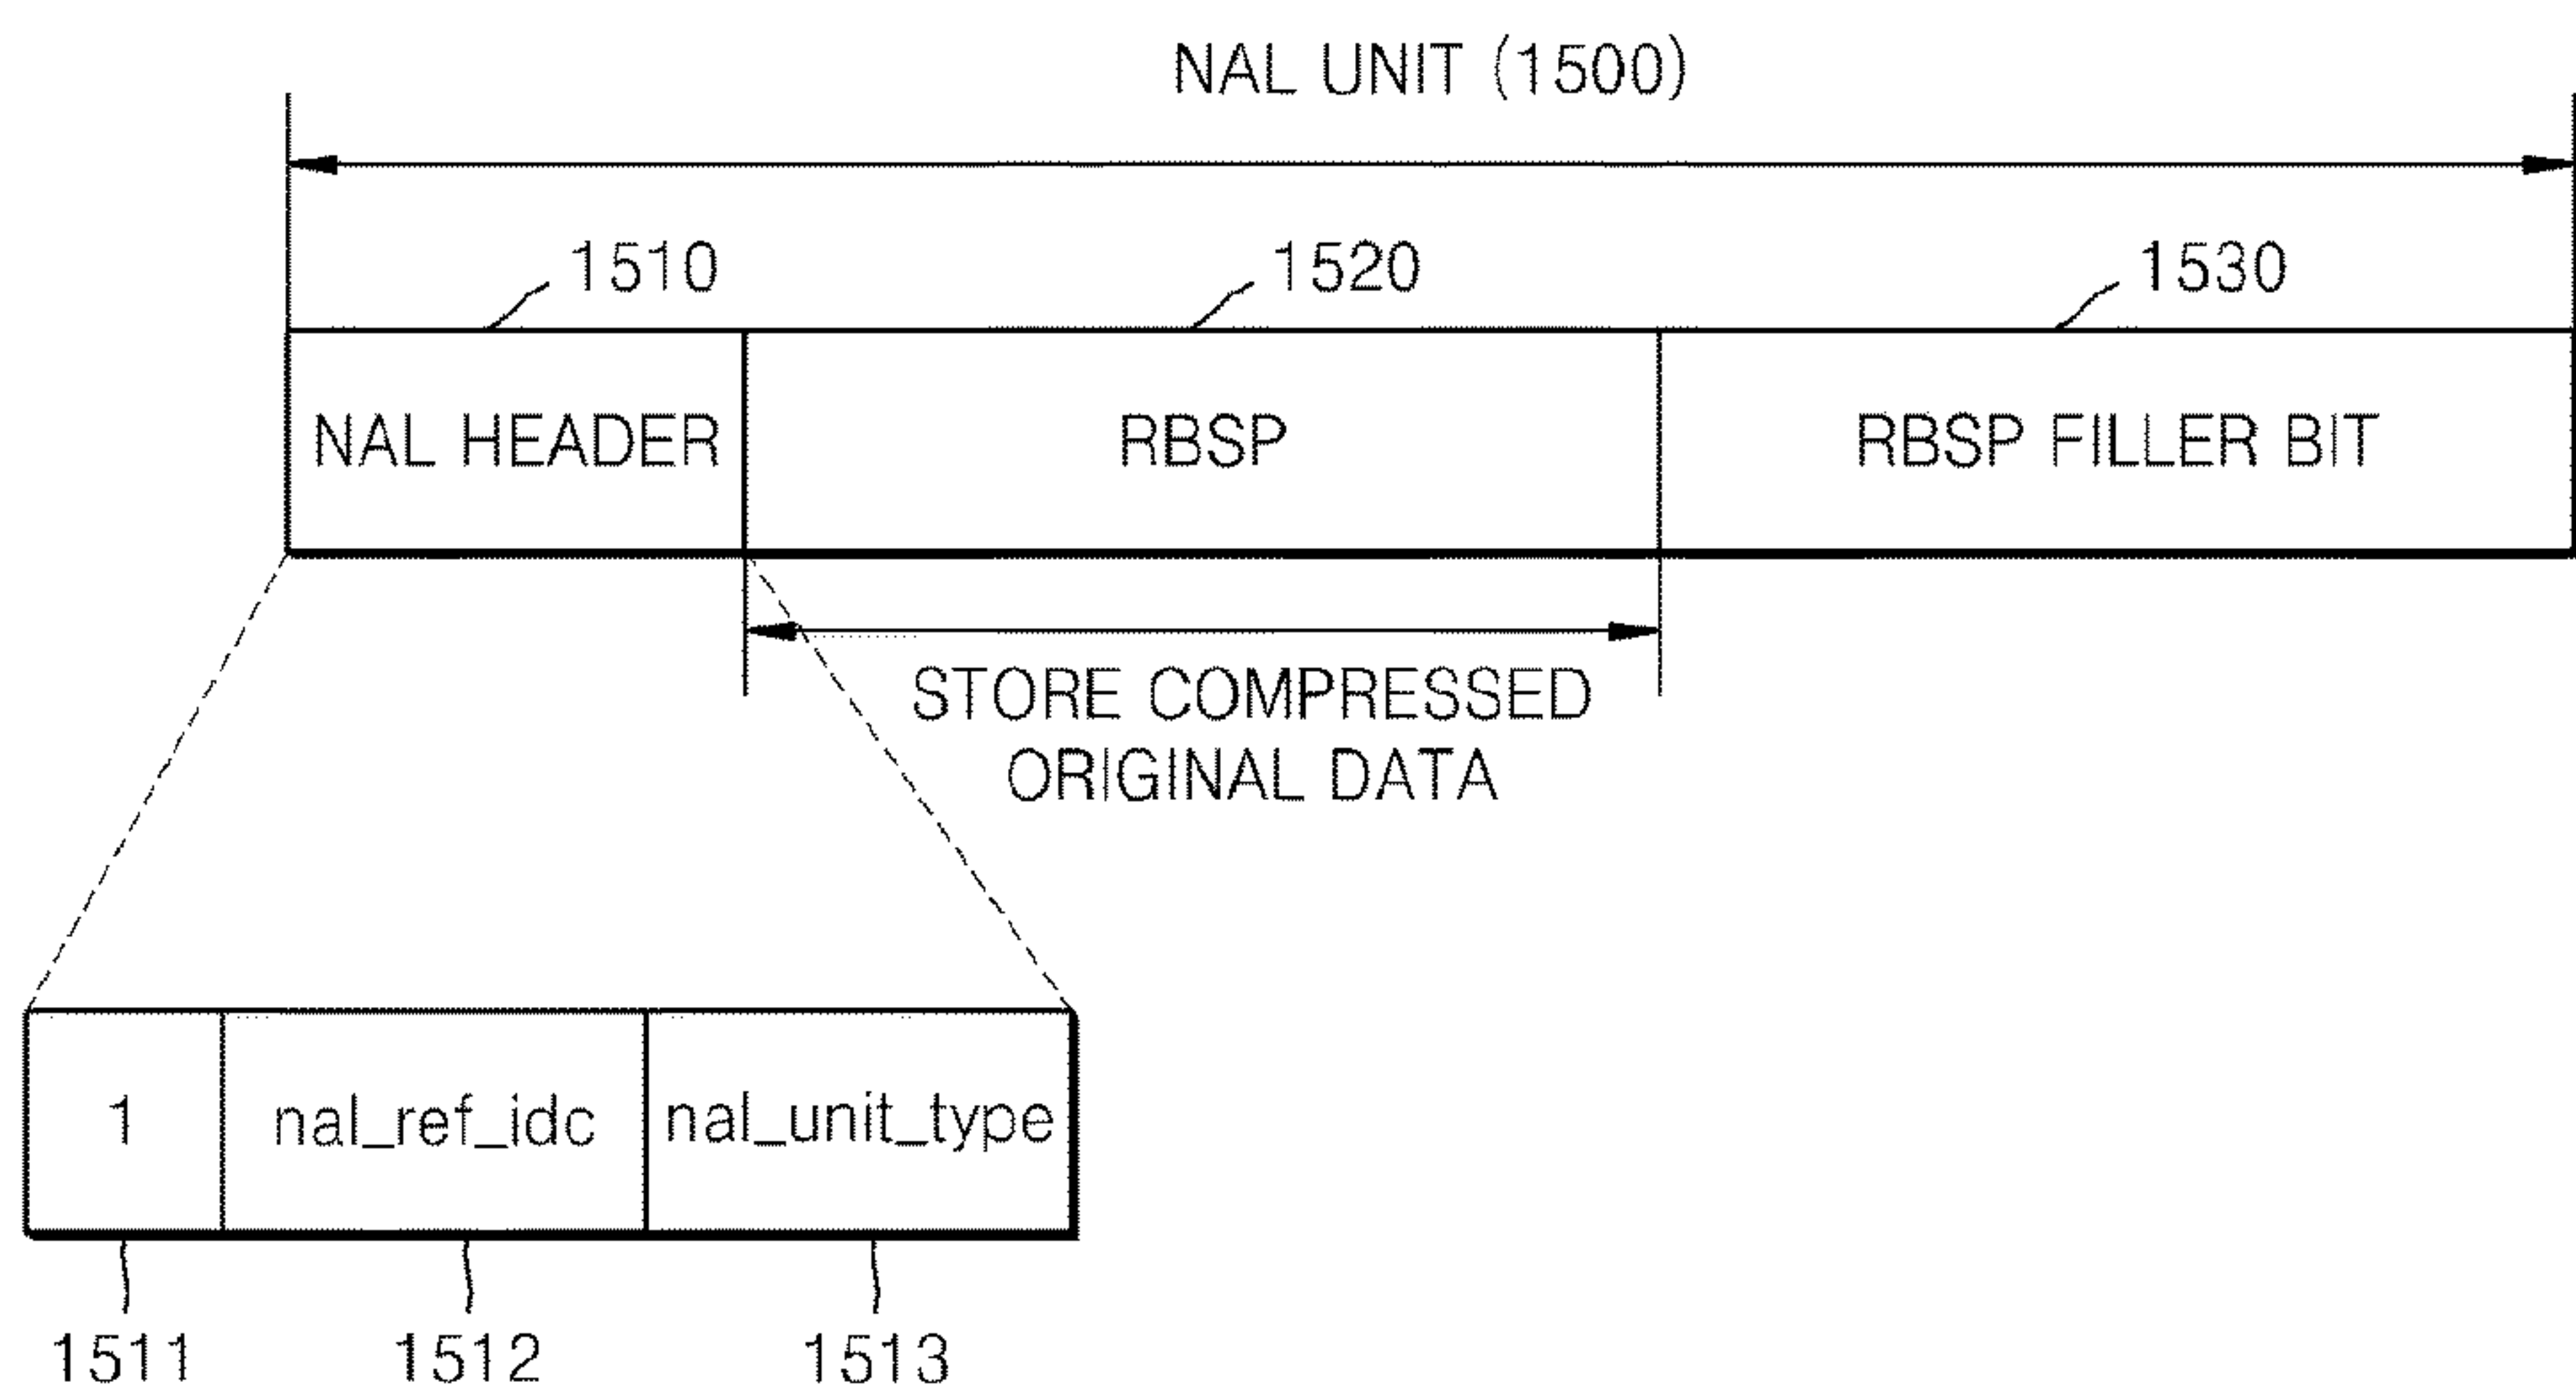 NAL UNIT (1500)
1510
1520
1530
NAL HEADER
RBSP
RBSP FILLER BIT
STORE COMPRESSED
ORIGINAL DATA
1
nal_ref_idc
nal_unit_type
1511
1512
1513